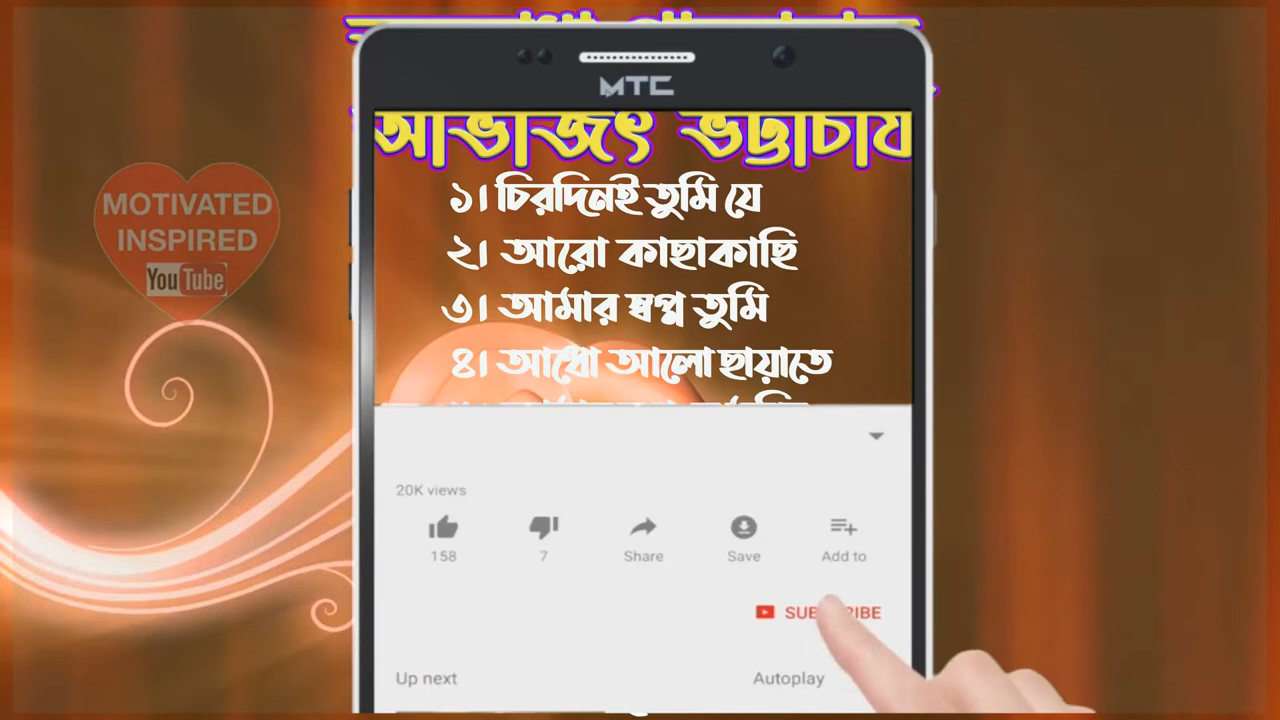 MTC
অভিজিৎ ভট্টাচার্য
MOTIVATED
INSPIRED
YouTube
১। চিরদিনই তুমি যে
২। আরো কাছাকাছি
৩। আমার স্বপ্ন তুমি
৪। আধো আলো ছায়াতে
20K views
158
7
Share
Save
Add to
SUBSCRIBE
Up next
Autoplay